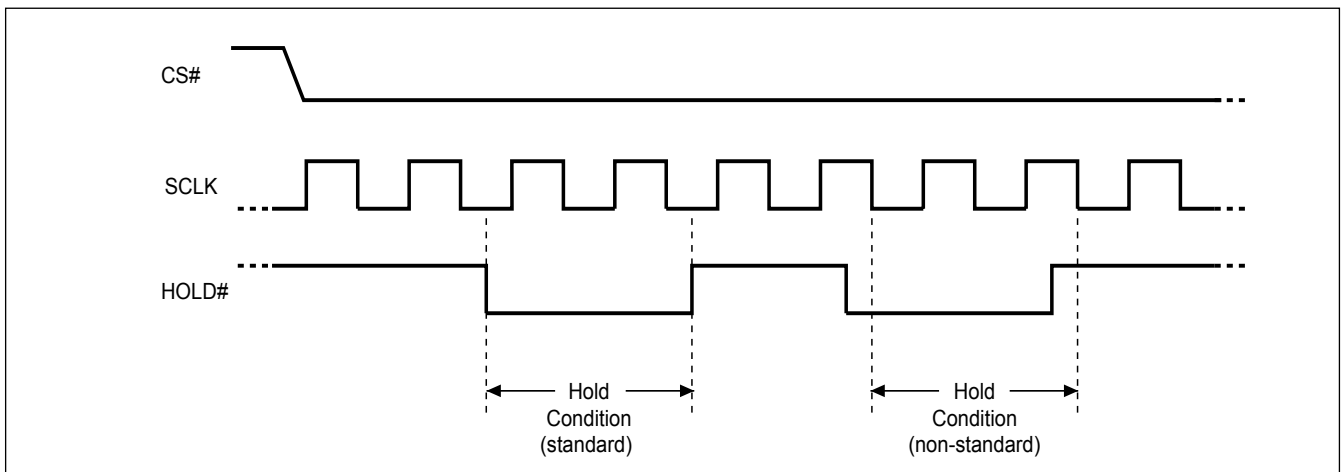 CS#
SCLK
HOLD#
Hold
Condition
(standard)
Hold
Condition
(non-standard)